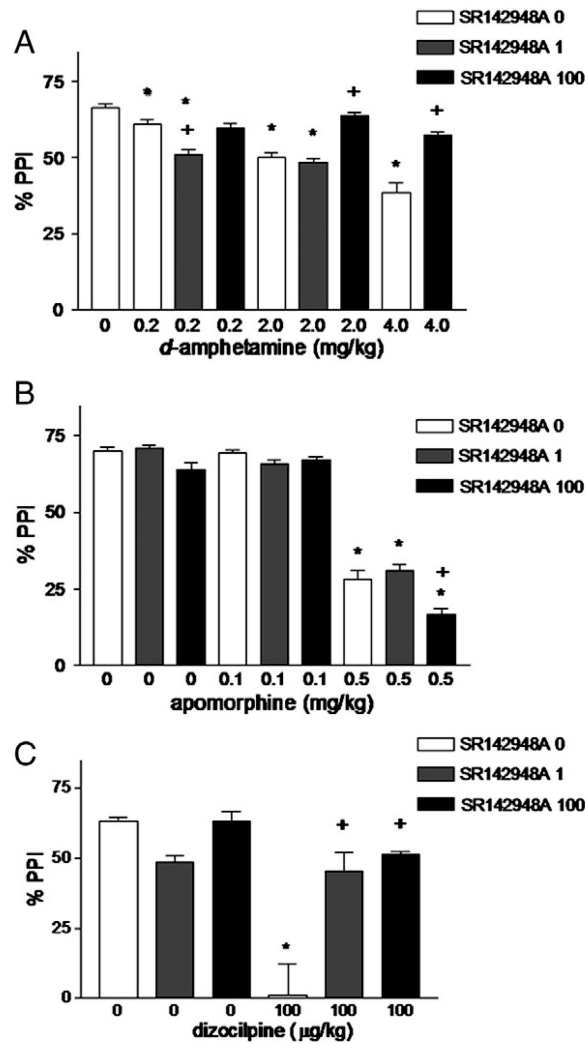 A
SR142948A 0
SR142948A 1
SR142948A 100
75
50
25
0
% PPI
* * + * * + * +
0 0.2 0.2 0.2 2.0 2.0 2.0 4.0 4.0
d-amphetamine (mg/kg)
B
SR142948A 0
SR142948A 1
SR142948A 100
75
50
25
0
% PPI
* * + *
0 0 0 0.1 0.1 0.1 0.5 0.5 0.5
apomorphine (mg/kg)
C
SR142948A 0
SR142948A 1
SR142948A 100
75
50
25
0
% PPI
* + +
0 0 0 100 100 100
dizocilpine (µg/kg)